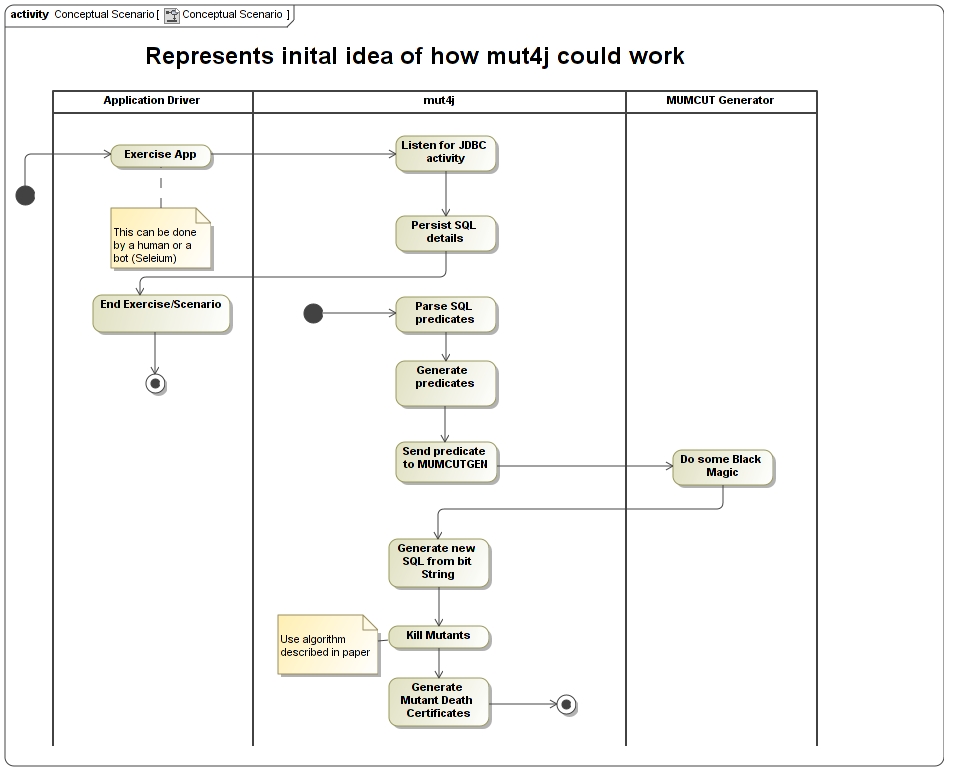 activity Conceptual Scenario [ Conceptual Scenario ]
Represents inital idea of how mut4j could work
Application Driver
mut4j
MUMCUT Generator
Exercise App
Listen for JDBC
activity
This can be done
by a human or a
bot (Seleium)
Persist SQL
details
End Exercise/Scenario
Parse SQL
predicates
Generate
predicates
Send predicate
to MUMCUTGEN
Do some Black
Magic
Generate new
SQL from bit
String
Use algorithm
described in paper
Kill Mutants
Generate
Mutant Death
Certificates